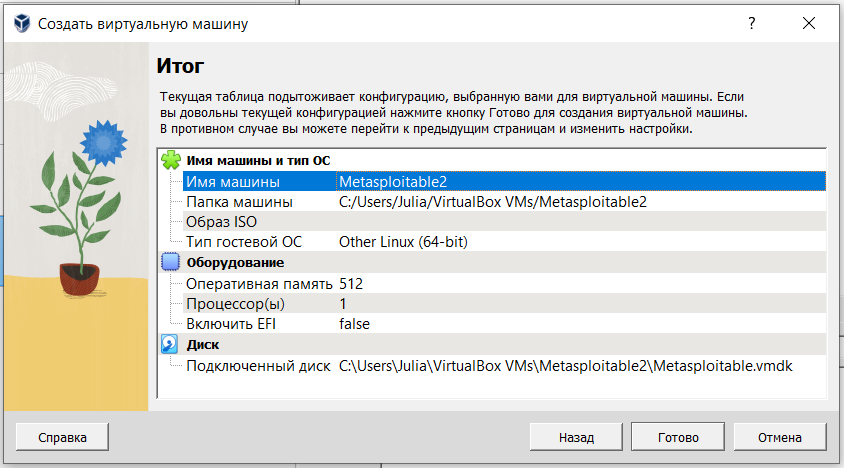 Создать виртуальную машину
?
Итог
Текущая таблица подытоживает конфигурацию, выбранную вами для виртуальной машины. Если
вы довольны текущей конфигурацией нажмите кнопку Готово для создания виртуальной машины.
В противном случае вы можете перейти к предыдущим страницам и изменить настройки.
Имя машины и тип ОС
Имя машины Metasploitable2
Папка машины C:/Users/Julia/VirtualBox VMs/Metasploitable2
Образ ISO
Тип гостевой ОС Other Linux (64-bit)
Оборудование
Оперативная память 512
Процессор(ы) 1
Включить EFI false
Диск
Подключенный диск C:\Users\Julia\VirtualBox VMs\Metasploitable2\Metasploitable.vmdk
Справка Назад Готово Отмена